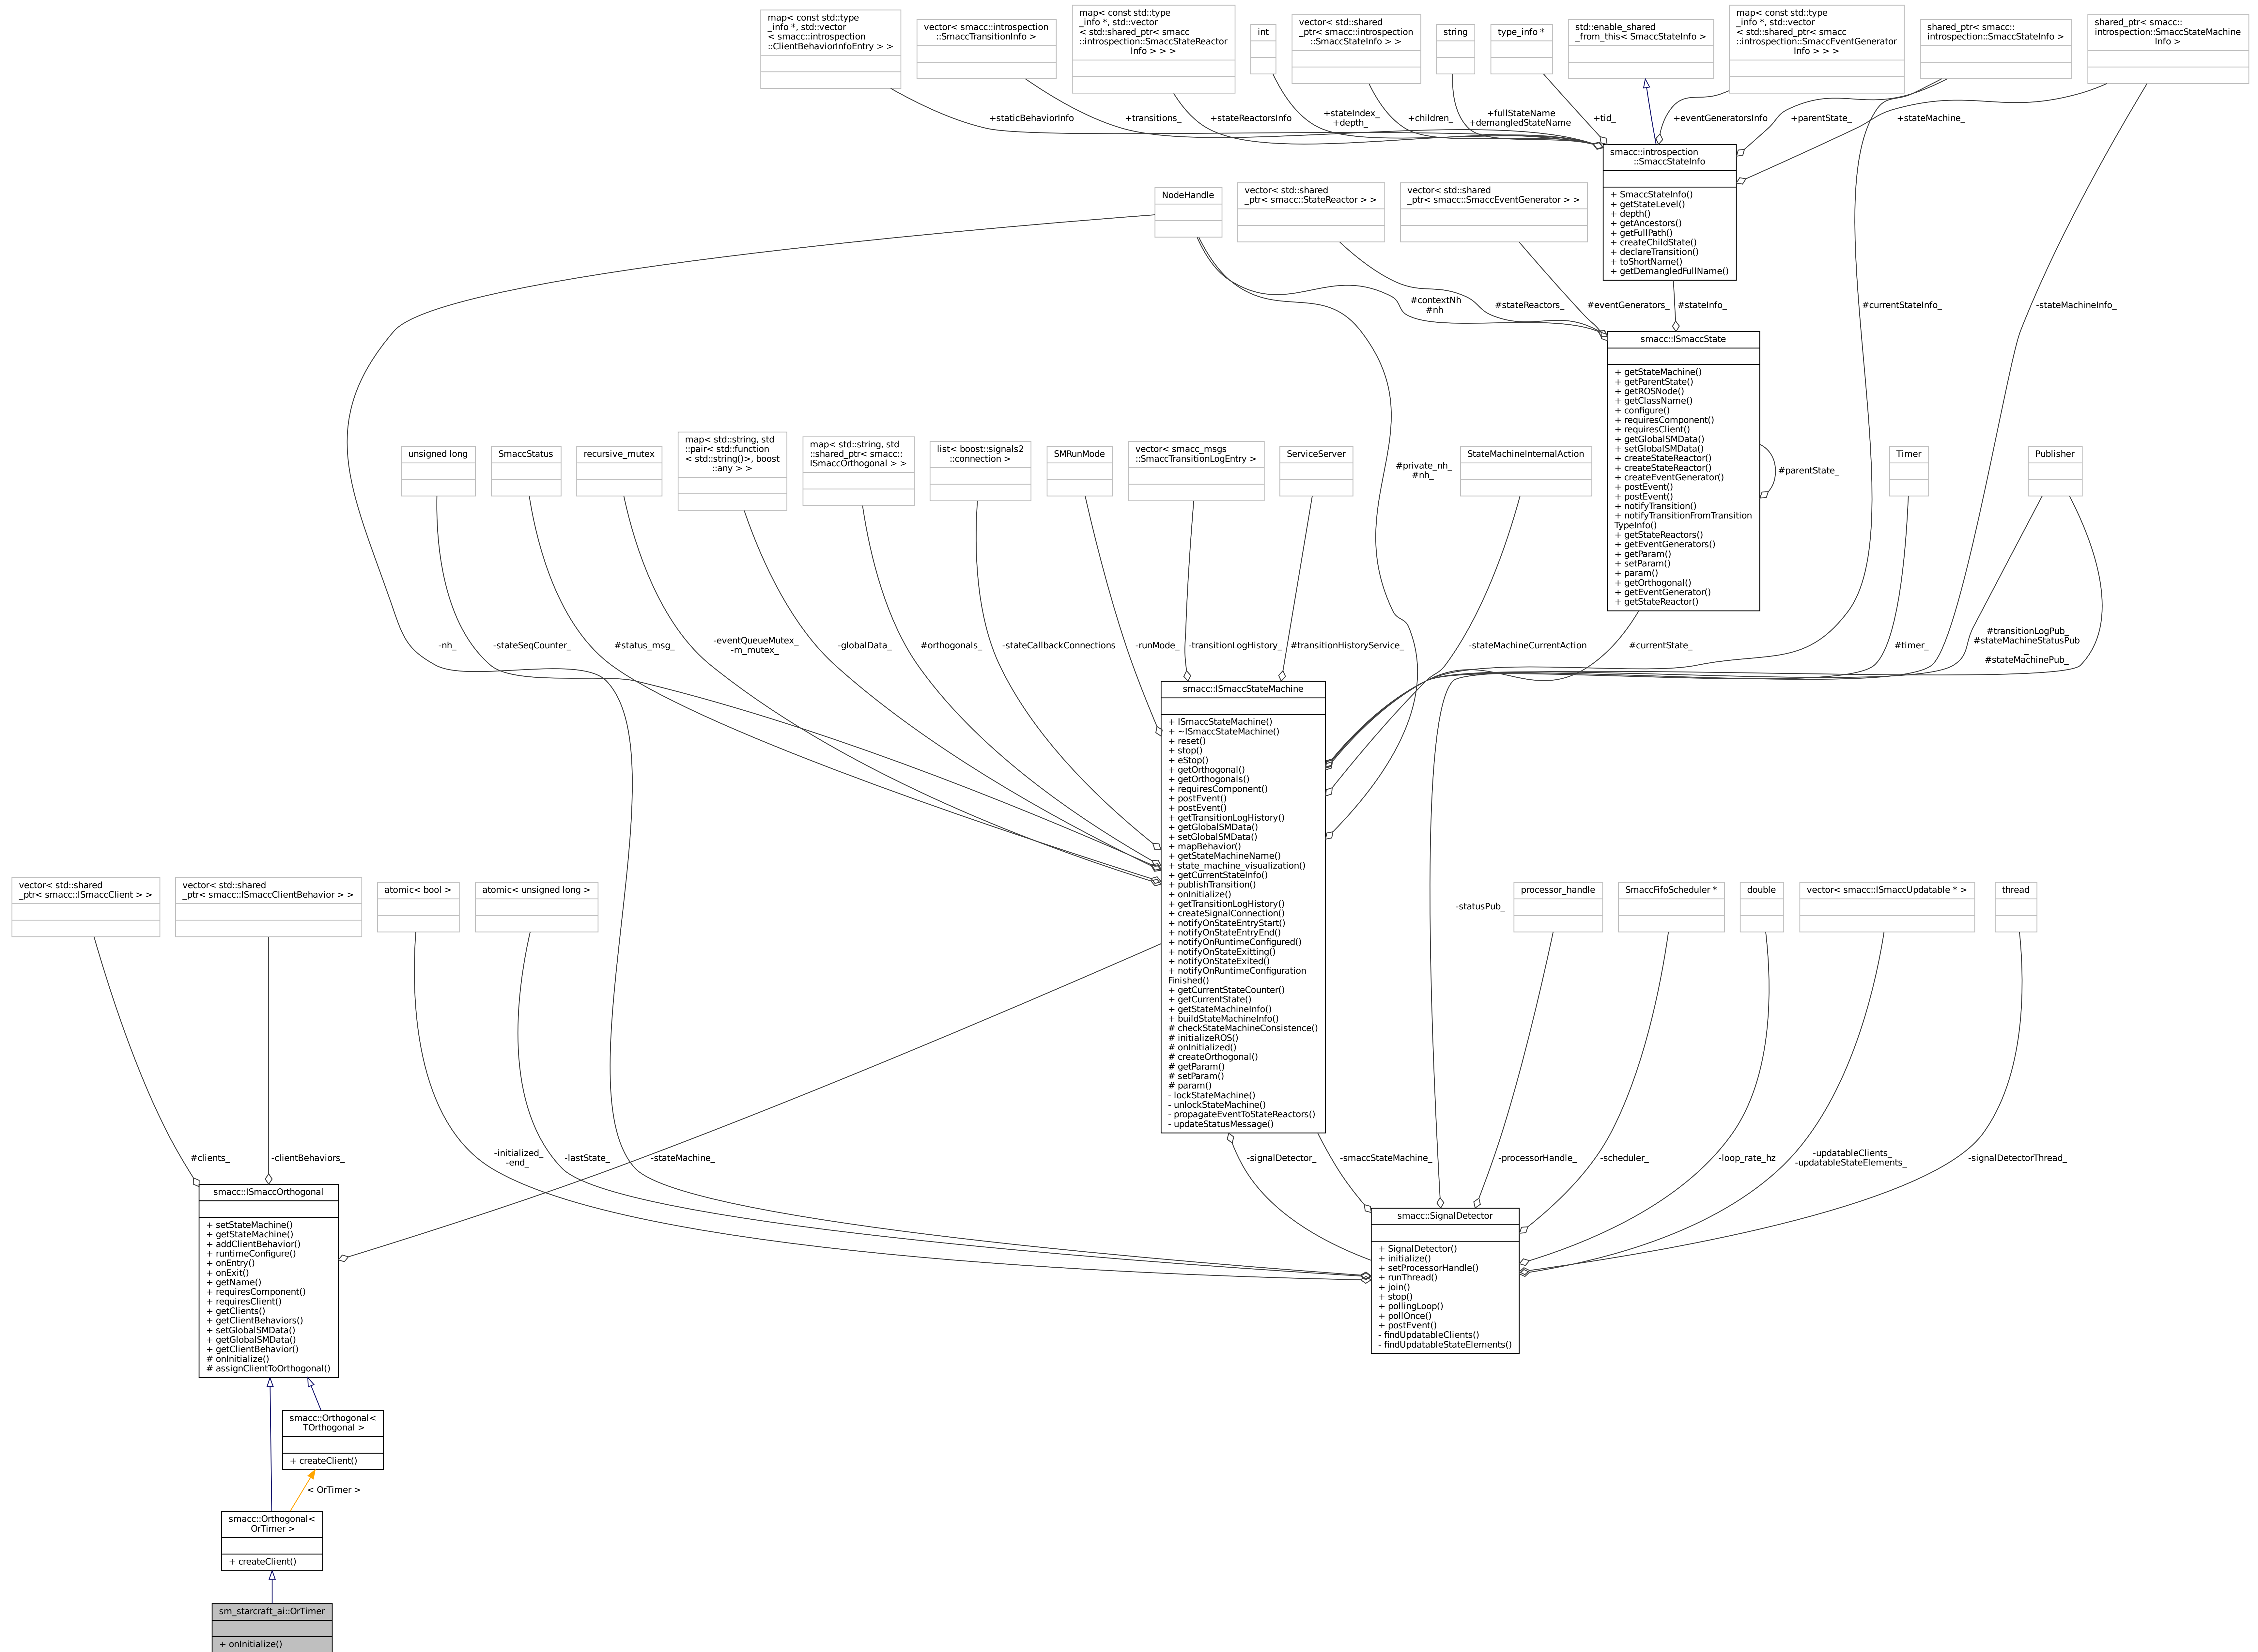 map< const std::type
_info *, std::vector
< smacc::introspection
::ClientBehaviorInfoEntry > >
vector< smacc::introspection
::SmaccTransitionInfo >
map< const std::type
_info *, std::vector
< std::shared_ptr< smacc
::introspection::SmaccStateReactor
Info > > >
int
vector< std::shared
_ptr< smacc::introspection
::SmaccStateInfo > >
string
type_info *
std::enable_shared
_from_this< SmaccStateInfo >
map< const std::type
_info *, std::vector
< std::shared_ptr< smacc
::introspection::SmaccEventGenerator
Info > > >
shared_ptr< smacc::
introspection::SmaccStateInfo >
shared_ptr< smacc::
introspection::SmaccStateMachine
Info >
+staticBehaviorInfo
+transitions_
+stateReactorsInfo
+stateIndex_
+depth_
+children_
+fullStateName
+demangledStateName
+tid_
+eventGeneratorsInfo
+parentState_
+stateMachine_
smacc::introspection
::SmaccStateInfo
+ SmaccStateInfo()
+ getStateLevel()
+ depth()
+ getAncestors()
+ getFullPath()
+ createChildState()
+ declareTransition()
+ toShortName()
+ getDemangledFullName()
NodeHandle
vector< std::shared
_ptr< smacc::StateReactor > >
vector< std::shared
_ptr< smacc::SmaccEventGenerator > >
#contextNh
#nh
#stateReactors_
#eventGenerators_
#stateInfo_
#currentStateInfo_
-stateMachineInfo_
smacc::ISmaccState
+ getStateMachine()
+ getParentState()
+ getROSNode()
+ getClassName()
+ configure()
+ requiresComponent()
+ requiresClient()
+ getGlobalSMData()
+ setGlobalSMData()
+ createStateReactor()
+ createStateReactor()
+ createEventGenerator()
+ postEvent()
+ postEvent()
+ notifyTransition()
+ notifyTransitionFromTransition
TypeInfo()
+ getStateReactors()
+ getEventGenerators()
+ getParam()
+ setParam()
+ param()
+ getOrthogonal()
+ getEventGenerator()
+ getStateReactor()
#parentState_
unsigned long
SmaccStatus
recursive_mutex
map< std::string, std
::pair< std::function
< std::string()>, boost
::any > >
map< std::string, std
::shared_ptr< smacc::
ISmaccOrthogonal > >
list< boost::signals2
::connection >
SMRunMode
vector< smacc_msgs
::SmaccTransitionLogEntry >
ServiceServer
#private_nh_
#nh_
StateMachineInternalAction
Timer
Publisher
-nh_
-stateSeqCounter_
#status_msg_
-eventQueueMutex_
-m_mutex_
-globalData_
#orthogonals_
-stateCallbackConnections
-runMode_
-transitionLogHistory_
#transitionHistoryService_
-stateMachineCurrentAction
#currentState_
#timer_
#transitionLogPub_
#stateMachineStatusPub
_
#stateMachinePub_
smacc::ISmaccStateMachine
+ ISmaccStateMachine()
+ ~ISmaccStateMachine()
+ reset()
+ stop()
+ eStop()
+ getOrthogonal()
+ getOrthogonals()
+ requiresComponent()
+ postEvent()
+ postEvent()
+ getTransitionLogHistory()
+ getGlobalSMData()
+ setGlobalSMData()
+ mapBehavior()
+ getStateMachineName()
+ state_machine_visualization()
+ getCurrentStateInfo()
+ publishTransition()
+ onInitialize()
+ getTransitionLogHistory()
+ createSignalConnection()
+ notifyOnStateEntryStart()
+ notifyOnStateEntryEnd()
+ notifyOnRuntimeConfigured()
+ notifyOnStateExitting()
+ notifyOnStateExited()
+ notifyOnRuntimeConfiguration
Finished()
+ getCurrentStateCounter()
+ getCurrentState()
+ getStateMachineInfo()
+ buildStateMachineInfo()
# checkStateMachineConsistence()
# initializeROS()
# onInitialized()
# createOrthogonal()
# getParam()
# setParam()
# param()
- lockStateMachine()
- unlockStateMachine()
- propagateEventToStateReactors()
- updateStatusMessage()
vector< std::shared
_ptr< smacc::ISmaccClient > >
vector< std::shared
_ptr< smacc::ISmaccClientBehavior > >
atomic< bool >
atomic< unsigned long >
-statusPub_
processor_handle
SmaccFifoScheduler *
double
vector< smacc::ISmaccUpdatable * >
thread
#clients_
-clientBehaviors_
-initialized_
-end_
-lastState_
-stateMachine_
-signalDetector_
-smaccStateMachine_
-processorHandle_
-scheduler_
-loop_rate_hz
-updatableClients_
-updatableStateElements_
-signalDetectorThread_
smacc::ISmaccOrthogonal
+ setStateMachine()
+ getStateMachine()
+ addClientBehavior()
+ runtimeConfigure()
+ onEntry()
+ onExit()
+ getName()
+ requiresComponent()
+ requiresClient()
+ getClients()
+ getClientBehaviors()
+ setGlobalSMData()
+ getGlobalSMData()
+ getClientBehavior()
# onInitialize()
# assignClientToOrthogonal()
smacc::SignalDetector
+ SignalDetector()
+ initialize()
+ setProcessorHandle()
+ runThread()
+ join()
+ stop()
+ pollingLoop()
+ pollOnce()
+ postEvent()
- findUpdatableClients()
- findUpdatableStateElements()
smacc::Orthogonal<
TOrthogonal >
+ createClient()
< OrTimer >
smacc::Orthogonal<
OrTimer >
+ createClient()
sm_starcraft_ai::OrTimer
+ onInitialize()